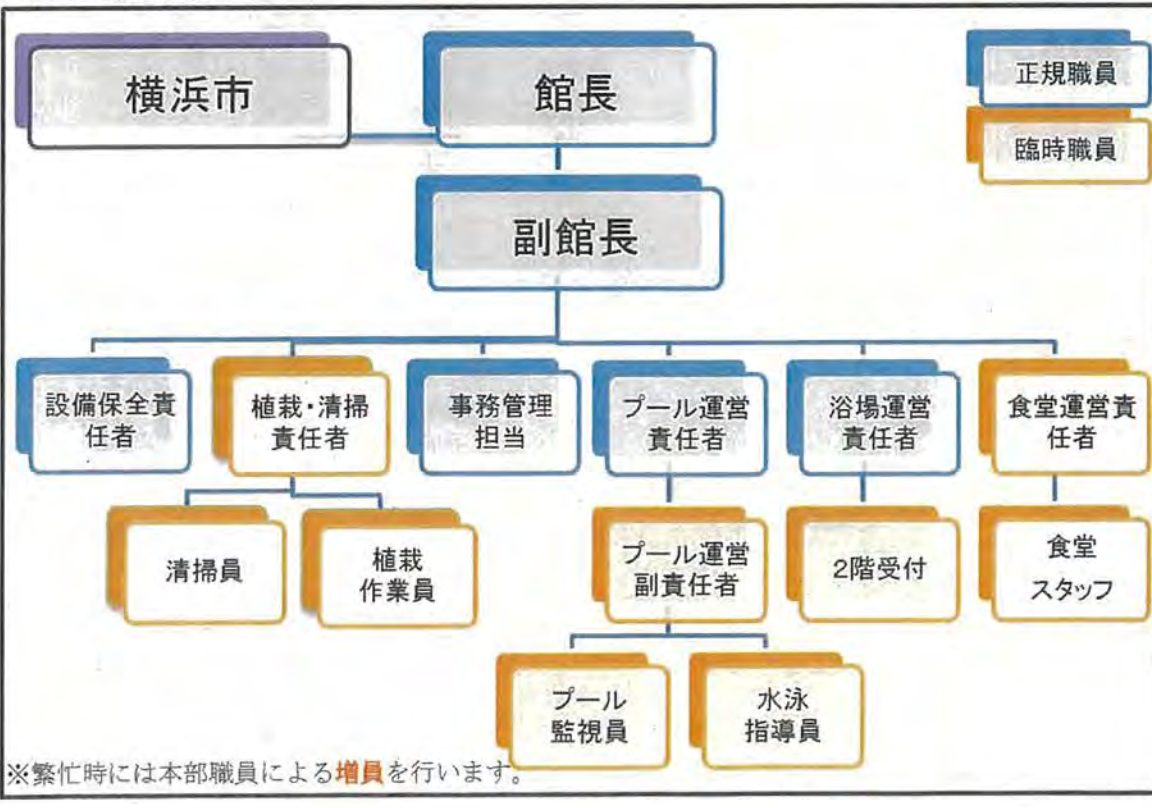 横浜市
館長
正規職員
臨時職員
副館長
設備保全責
任者
植栽・清掃
責任者
事務管理
担当
プール運営
責任者
浴場運営
責任者
食堂運営責
任者
清掃員
植栽
作業員
プール運営
副責任者
2階受付
食堂
スタッフ
プール
監視員
水泳
指導員
※繁忙時には本部職員による増員を行います。